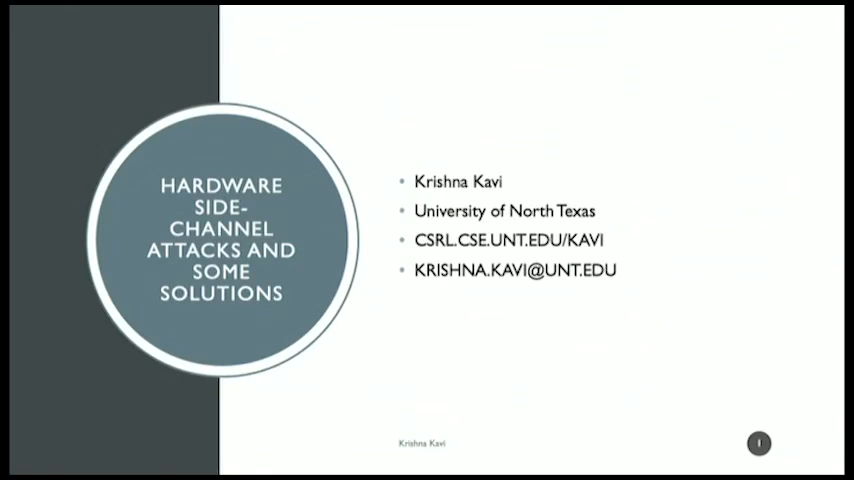 HARDWARE
SIDE-
CHANNEL
ATTACKS AND
SOME
SOLUTIONS
• Krishna Kavi
• University of North Texas
• CSRL.CSE.UNT.EDU/KAVI
• KRISHNA.KAVI@UNT.EDU
Krishna Kavi
1